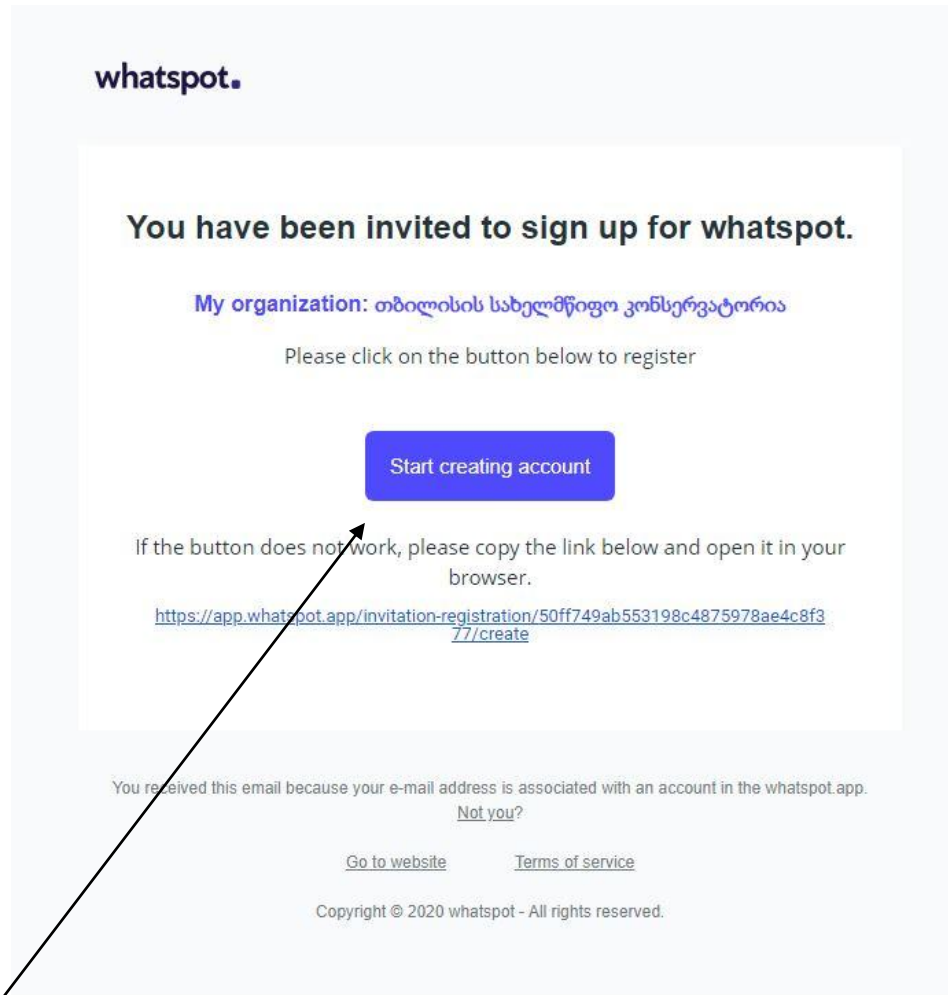 whatspot.
You have been invited to sign up for whatspot.
My organization: თბილისის სახელმწიფო კონსერვატორია
Please click on the button below to register
Start creating account
If the button does not work, please copy the link below and open it in your
browser.
https://app.whatspot.app/invitation-registration/50ff749ab553198c4875978ae4c8f3
77/create
You received this email because your e-mail address is associated with an account in the whatspot.app.
Not you?
Go to website Terms of service
Copyright © 2020 whatspot - All rights reserved.